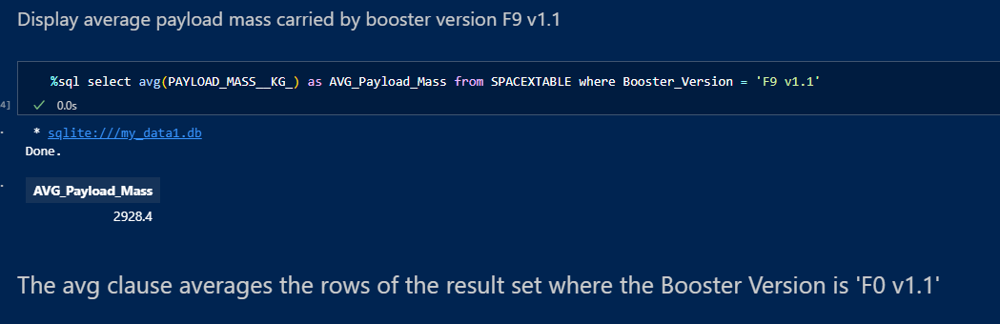 Display average payload mass carried by booster version F9 v1.1
%sql select avg(PAYLOAD_MASS__KG_) as AVG_Payload_Mass from SPACEXTABLE where Booster_Version = 'F9 v1.1'
4]
0.0s
* sqlite:///my_data1.db
Done.
AVG_Payload_Mass
2928.4
The avg clause averages the rows of the result set where the Booster Version is 'F0 v1.1'